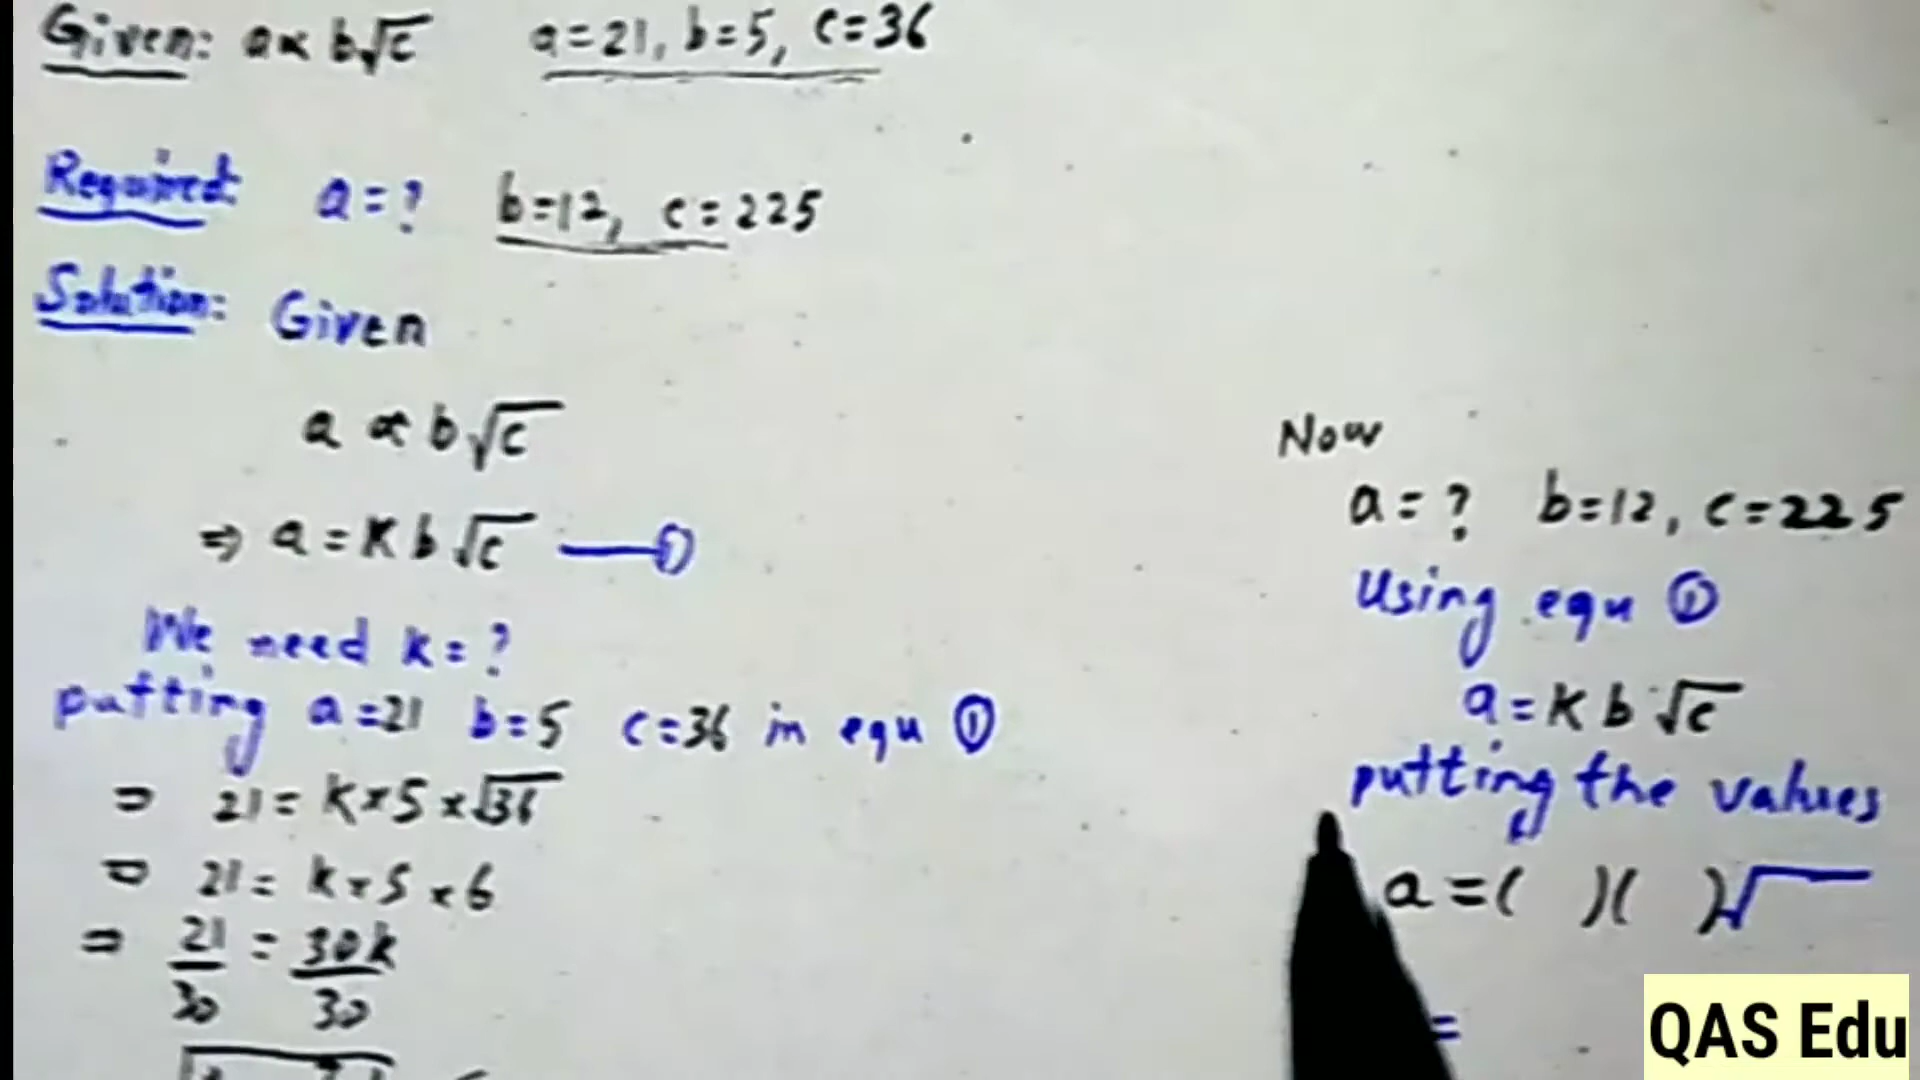 Given: a∝ b√c a=21, b=5, c=36
Required: a=? b=12, c=225
Solution: Given
a ∝ b√c
⇒ a=Kb√c —①
We need k=?
putting a=21 b=5 c=36 in equ ①
⇒ 21=k×5×√36
⇒ 21=k×5×6
⇒ 21/30 = 30k/30
Now
a=? b=12, c=225
Using equ ①
a=Kb√c
putting the values
a=( )( )√
=
QAS Edu